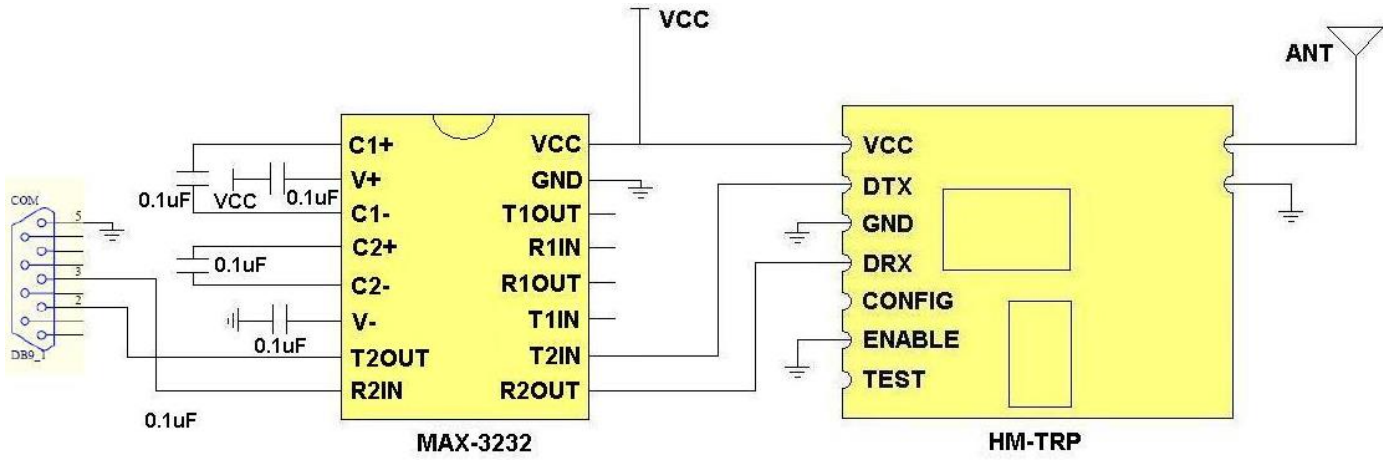 VCC
ANT
COM
5
3
2
DB9_1
0.1uF
VCC
0.1uF
0.1uF
0.1uF
0.1uF
C1+
V+
C1-
C2+
C2-
V-
T2OUT
R2IN
VCC
GND
T1OUT
R1IN
R1OUT
T1IN
T2IN
R2OUT
MAX-3232
VCC
DTX
GND
DRX
CONFIG
ENABLE
TEST
HM-TRP